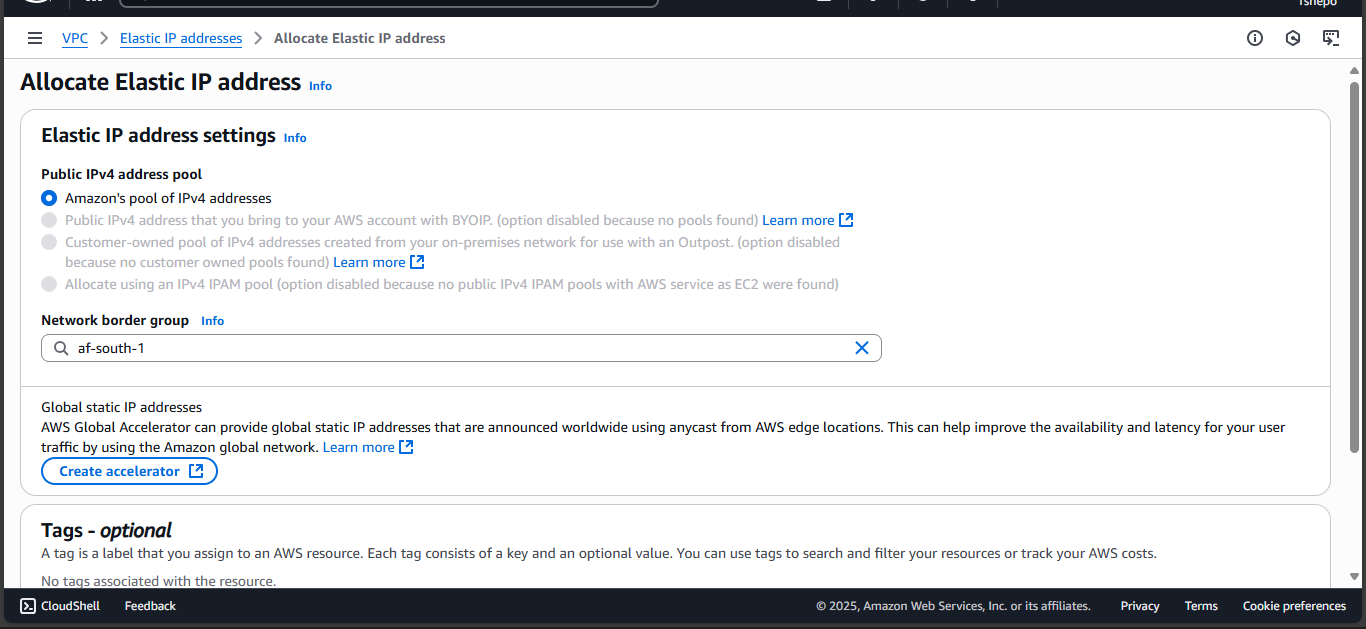 Tshepo
VPC > Elastic IP addresses > Allocate Elastic IP address
Allocate Elastic IP address Info
Elastic IP address settings Info
Public IPv4 address pool
Amazon's pool of IPv4 addresses
Public IPv4 address that you bring to your AWS account with BYOIP. (option disabled because no pools found) Learn more
Customer-owned pool of IPv4 addresses created from your on-premises network for use with an Outpost. (option disabled
because no customer owned pools found) Learn more
Allocate using an IPv4 IPAM pool (option disabled because no public IPv4 IPAM pools with AWS service as EC2 were found)
Network border group Info
af-south-1
Global static IP addresses
AWS Global Accelerator can provide global static IP addresses that are announced worldwide using anycast from AWS edge locations. This can help improve the availability and latency for your user
traffic by using the Amazon global network. Learn more
Create accelerator
Tags - optional
A tag is a label that you assign to an AWS resource. Each tag consists of a key and an optional value. You can use tags to search and filter your resources or track your AWS costs.
No tags associated with the resource.
CloudShell Feedback © 2025, Amazon Web Services, Inc. or its affiliates. Privacy Terms Cookie preferences